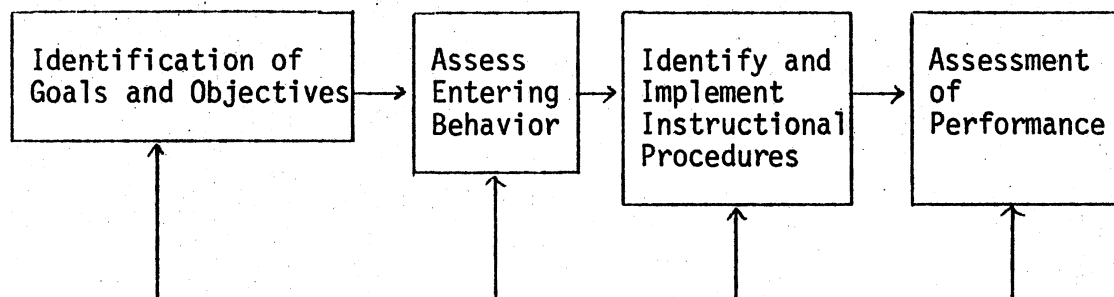 Identification of
Goals and Objectives
Assess
Entering
Behavior
Identify and
Implement
Instructional
Procedures
Assessment
of
Performance